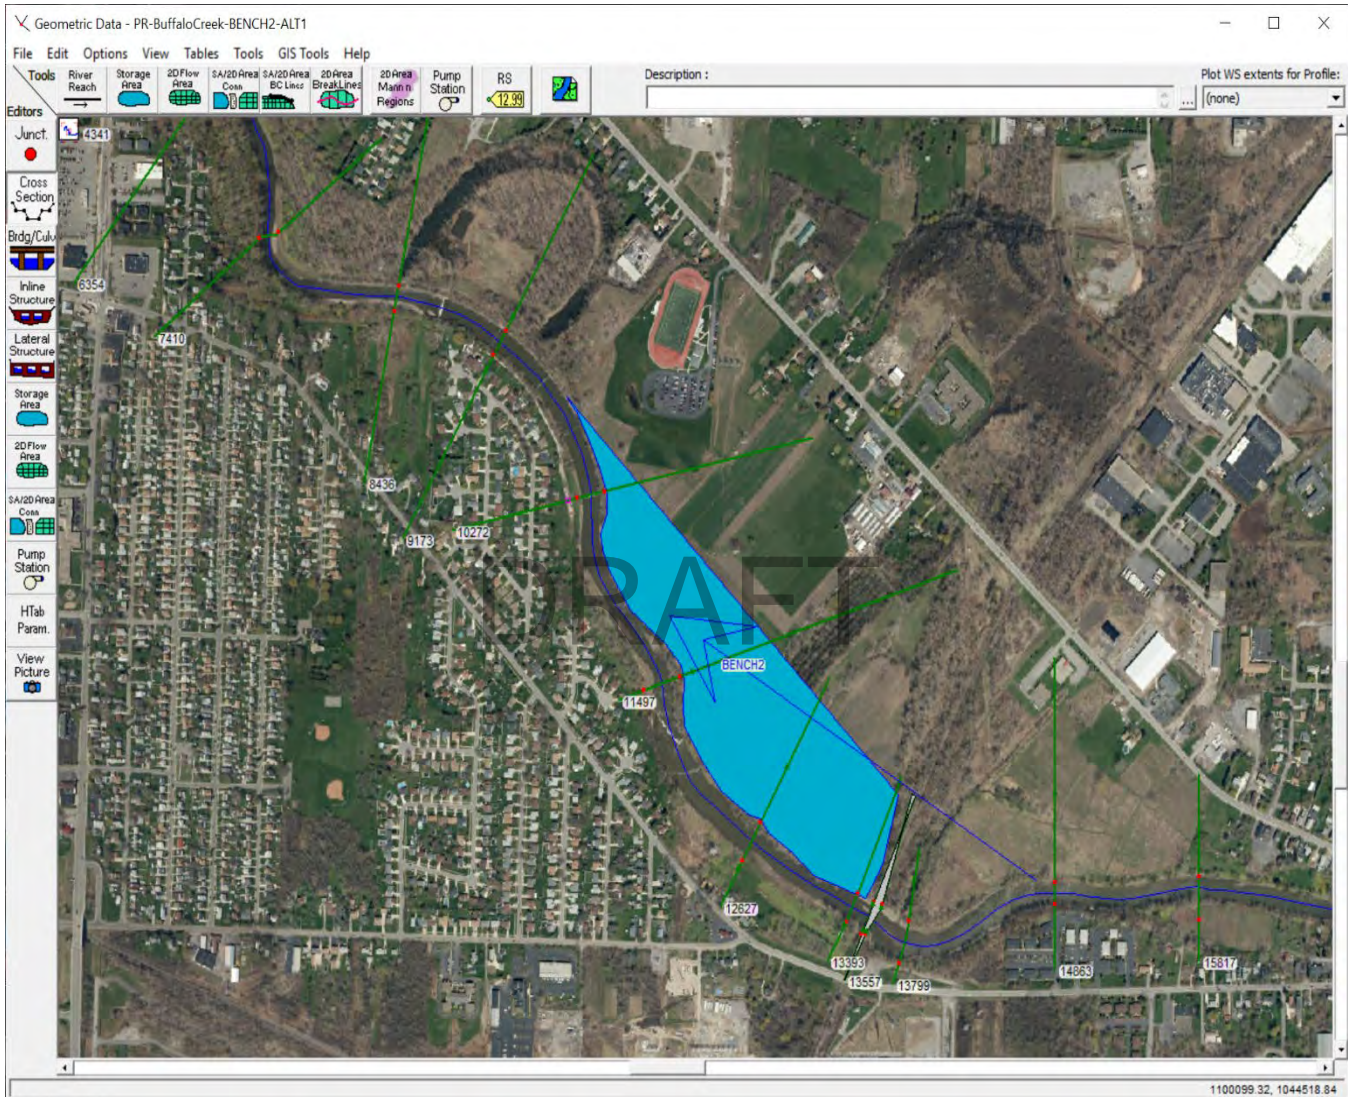 Geometric Data - PR-BuffaloCreek-BENCH2-ALT1
File Edit Options View Tables Tools GIS Tools Help
Tools
Editors
River
Reach
Storage
Area
2D Flow
Area
SA/2D Area
Conn
SA/2D Area
BC Lines
2D Area
BreakLines
2D Area
Mann n
Regions
Pump
Station
RS
12.99
Description :
...
Plot WS extents for Profile:
(none)
Junct.
Cross
Section
Brdg/Culv
Inline
Structure
Lateral
Structure
Storage
Area
2D Flow
Area
SA/2D Area
Conn
Pump
Station
HTab
Param.
View
Picture
4341
6354
7410
8436
9173
10272
DRAFT
BENCH2
11497
12627
13393
13557
13799
14863
15817
1100099.32, 1044518.84